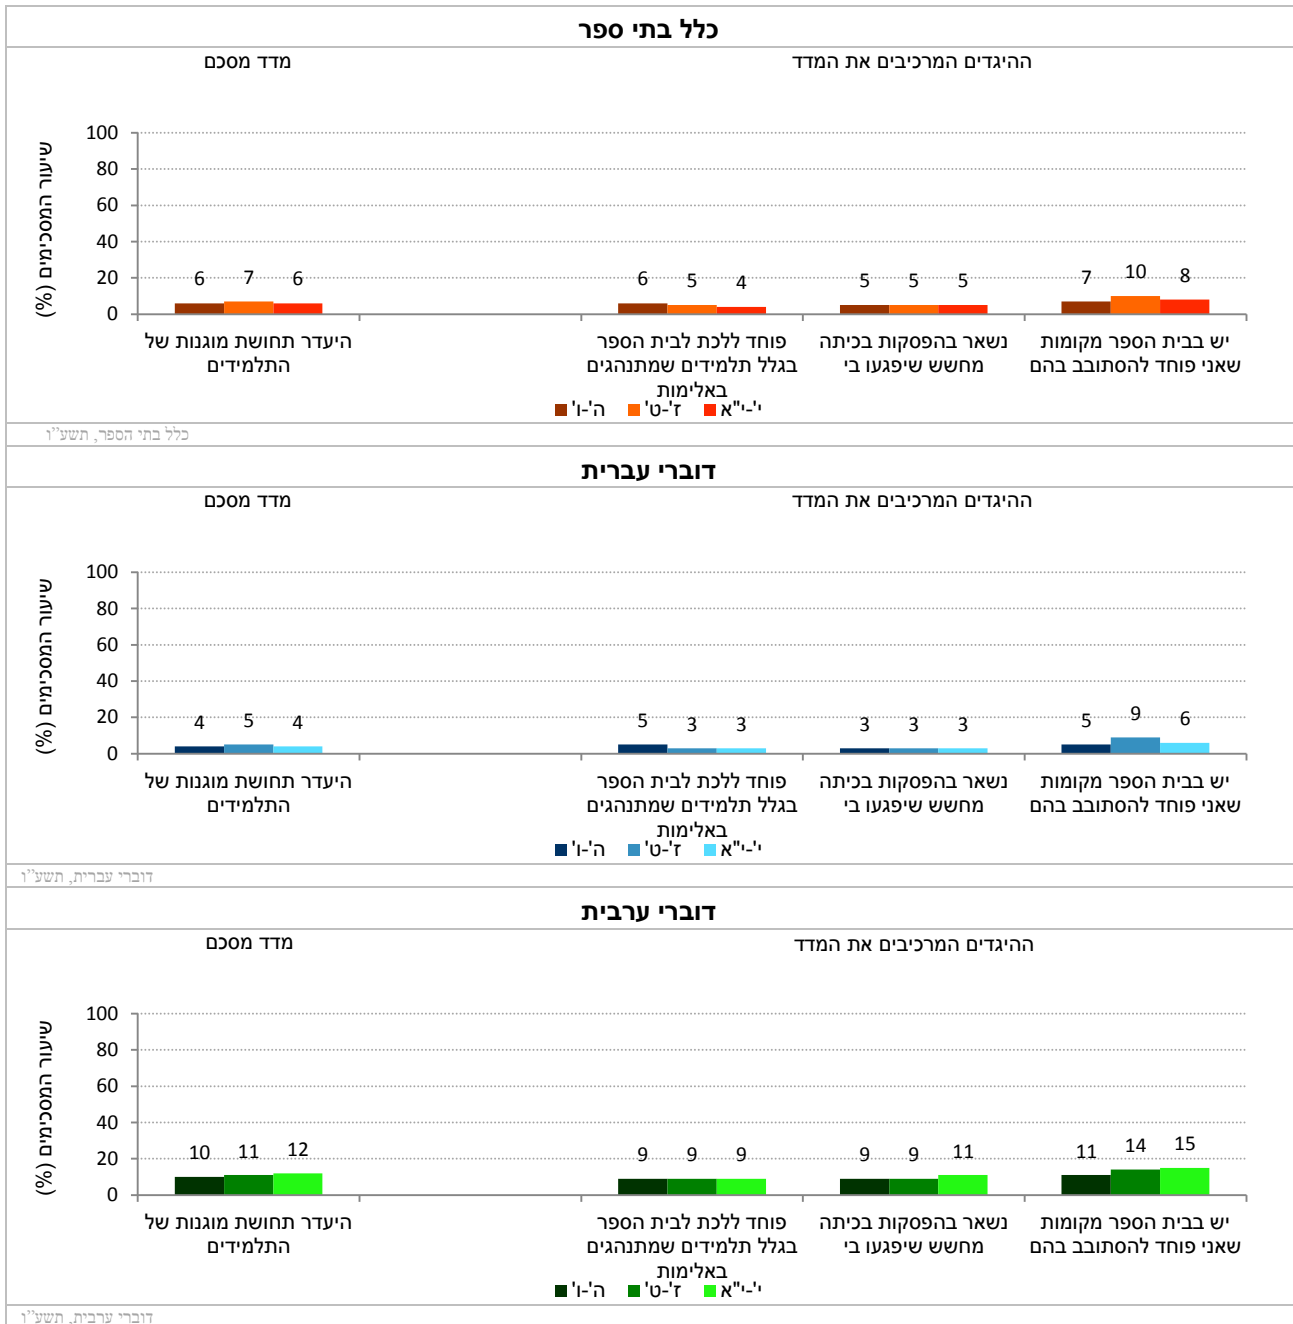 כלל בתי ספר
ההיגדים המרכיבים את המדד
מדד מסכם
שיעור המסכימים (%)
100
80
60
40
20
0
6 7 6
6 5 4
5 5 5
7 10 8
היעדר תחושת מוגנות של
התלמידים
פוחד ללכת לבית הספר
בגלל תלמידים שמתנהגים
באלימות
נשאר בהפסקות בכיתה
מחשש שיפגעו בי
יש בבית הספר מקומות
שאני פוחד להסתובב בהם
ה'-ו' ז'-ט' י'-י"א
כלל בתי הספר, תשע''ו
דוברי עברית
ההיגדים המרכיבים את המדד
מדד מסכם
שיעור המסכימים (%)
100
80
60
40
20
0
4 5 4
5 3 3
3 3 3
5 9 6
היעדר תחושת מוגנות של
התלמידים
פוחד ללכת לבית הספר
בגלל תלמידים שמתנהגים
באלימות
נשאר בהפסקות בכיתה
מחשש שיפגעו בי
יש בבית הספר מקומות
שאני פוחד להסתובב בהם
ה'-ו' ז'-ט' י'-י"א
דוברי עברית, תשע''ו
דוברי ערבית
ההיגדים המרכיבים את המדד
מדד מסכם
שיעור המסכימים (%)
100
80
60
40
20
0
10 11 12
9 9 9
9 9 11
11 14 15
היעדר תחושת מוגנות של
התלמידים
פוחד ללכת לבית הספר
בגלל תלמידים שמתנהגים
באלימות
נשאר בהפסקות בכיתה
מחשש שיפגעו בי
יש בבית הספר מקומות
שאני פוחד להסתובב בהם
ה'-ו' ז'-ט' י'-י"א
דוברי ערבית, תשע''ו